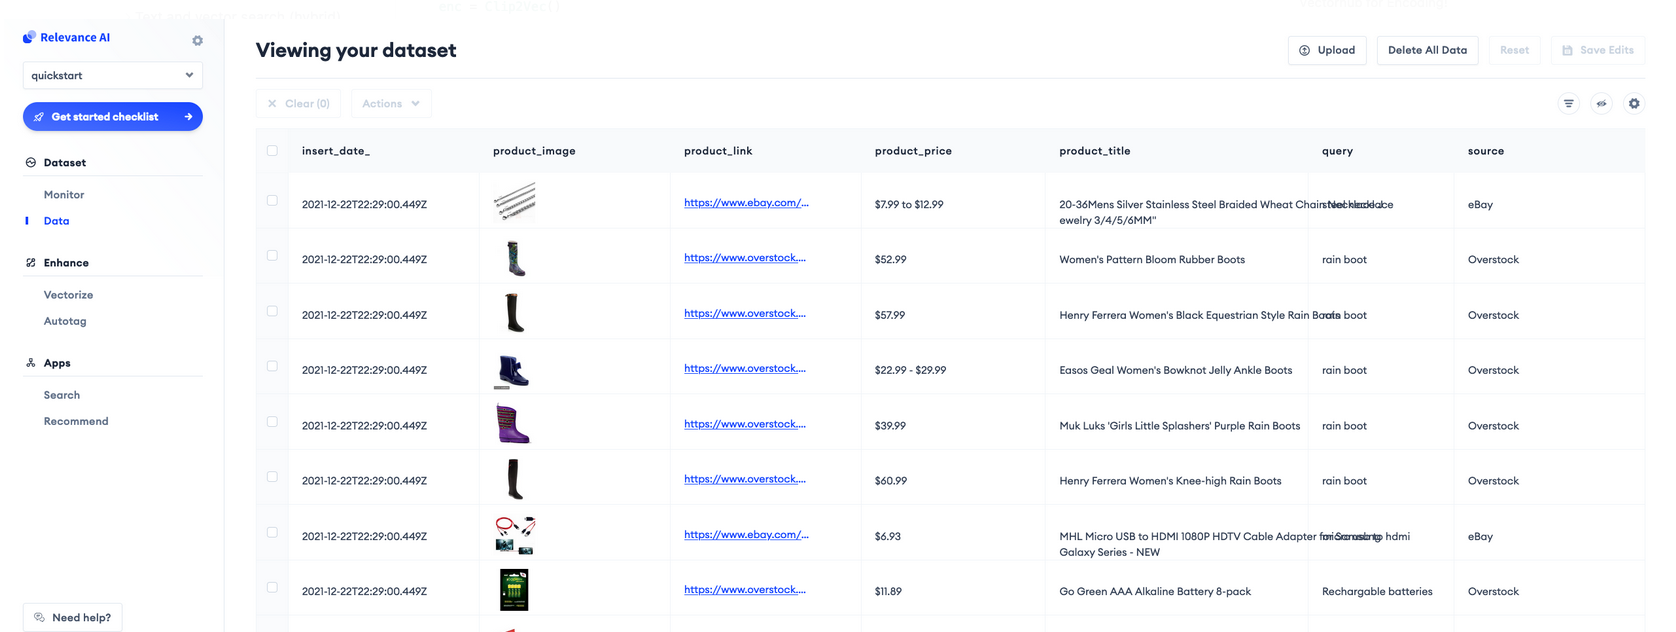 Relevance AI
quickstart
Get started checklist
Dataset
Monitor
Data
Enhance
Vectorize
Autotag
Apps
Search
Recommend
Need help?
Viewing your dataset
Upload
Delete All Data
Reset
Save Edits
Clear (0)
Actions
insert_date_ product_image product_link product_price product_title query source
2021-12-22T22:29:00.449Z https://www.ebay.com/... $7.99 to $12.99 20-36Mens Silver Stainless Steel Braided Wheat Chain Necklace J steel necklace eBay
ewelry 3/4/5/6MM"
2021-12-22T22:29:00.449Z https://www.overstock.... $52.99 Women's Pattern Bloom Rubber Boots rain boot Overstock
2021-12-22T22:29:00.449Z https://www.overstock.... $57.99 Henry Ferrera Women's Black Equestrian Style Rain Boots rain boot Overstock
2021-12-22T22:29:00.449Z https://www.overstock.... $22.99 - $29.99 Easos Geal Women's Bowknot Jelly Ankle Boots rain boot Overstock
2021-12-22T22:29:00.449Z https://www.overstock.... $39.99 Muk Luks 'Girls Little Splashers' Purple Rain Boots rain boot Overstock
2021-12-22T22:29:00.449Z https://www.overstock.... $60.99 Henry Ferrera Women's Knee-high Rain Boots rain boot Overstock
2021-12-22T22:29:00.449Z https://www.ebay.com/... $6.93 MHL Micro USB to HDMI 1080P HDTV Cable Adapter for Samsung micro usb to hdmi eBay
Galaxy Series - NEW
2021-12-22T22:29:00.449Z https://www.overstock.... $11.89 Go Green AAA Alkaline Battery 8-pack Rechargable batteries Overstock